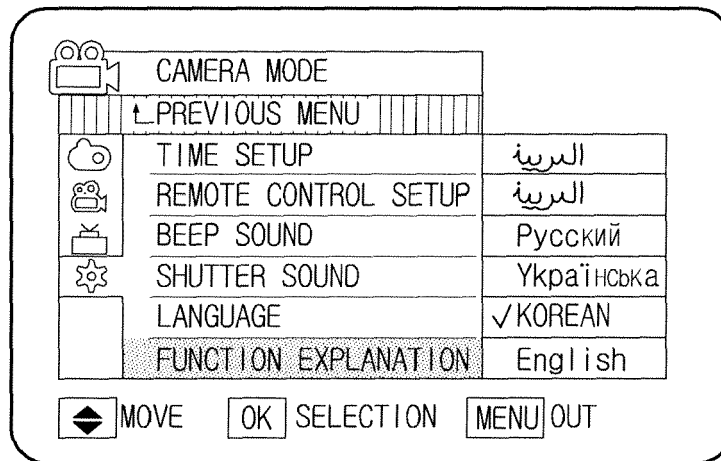 CAMERA MODE
PREVIOUS MENU
TIME SETUP العربية
REMOTE CONTROL SETUP العربية
BEEP SOUND Русский
SHUTTER SOUND Українська
LANGUAGE ✓KOREAN
FUNCTION EXPLANATION English
MOVE OK SELECTION MENU OUT